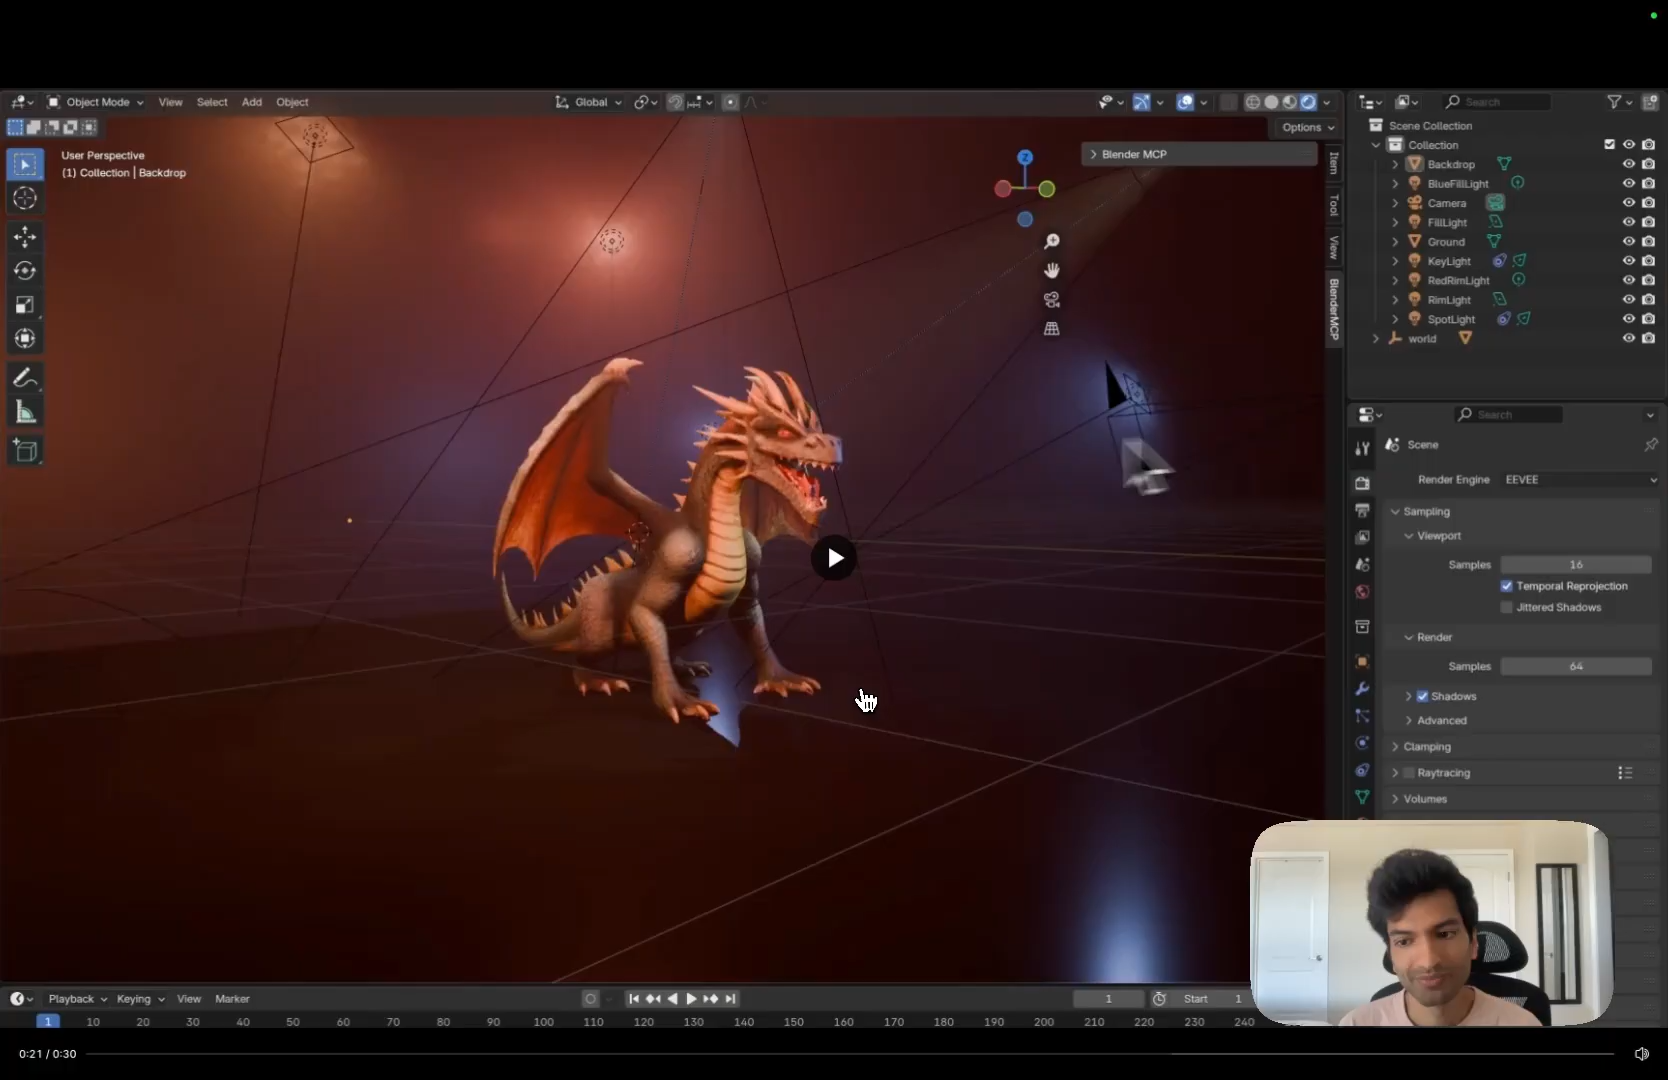 Object Mode View Select Add Object Global
Search
Options
User Perspective
(1) Collection | Backdrop
Blender MCP
Z
Item
Tool
View
BlenderMCP
Scene Collection
Collection
Backdrop
BlueFillLight
Camera
FillLight
Ground
KeyLight
RedRimLight
RimLight
SpotLight
world
Search
Scene
Render Engine EEVEE
Sampling
Viewport
Samples 16
Temporal Reprojection
Jittered Shadows
Render
Samples 64
Shadows
Advanced
Clamping
Raytracing
Volumes
Playback Keying View Marker 1 Start 1
1 10 20 30 40 50 60 70 80 90 100 110 120 130 140 150 160 170 180 190 200 210 220 230 240
0:21 / 0:30